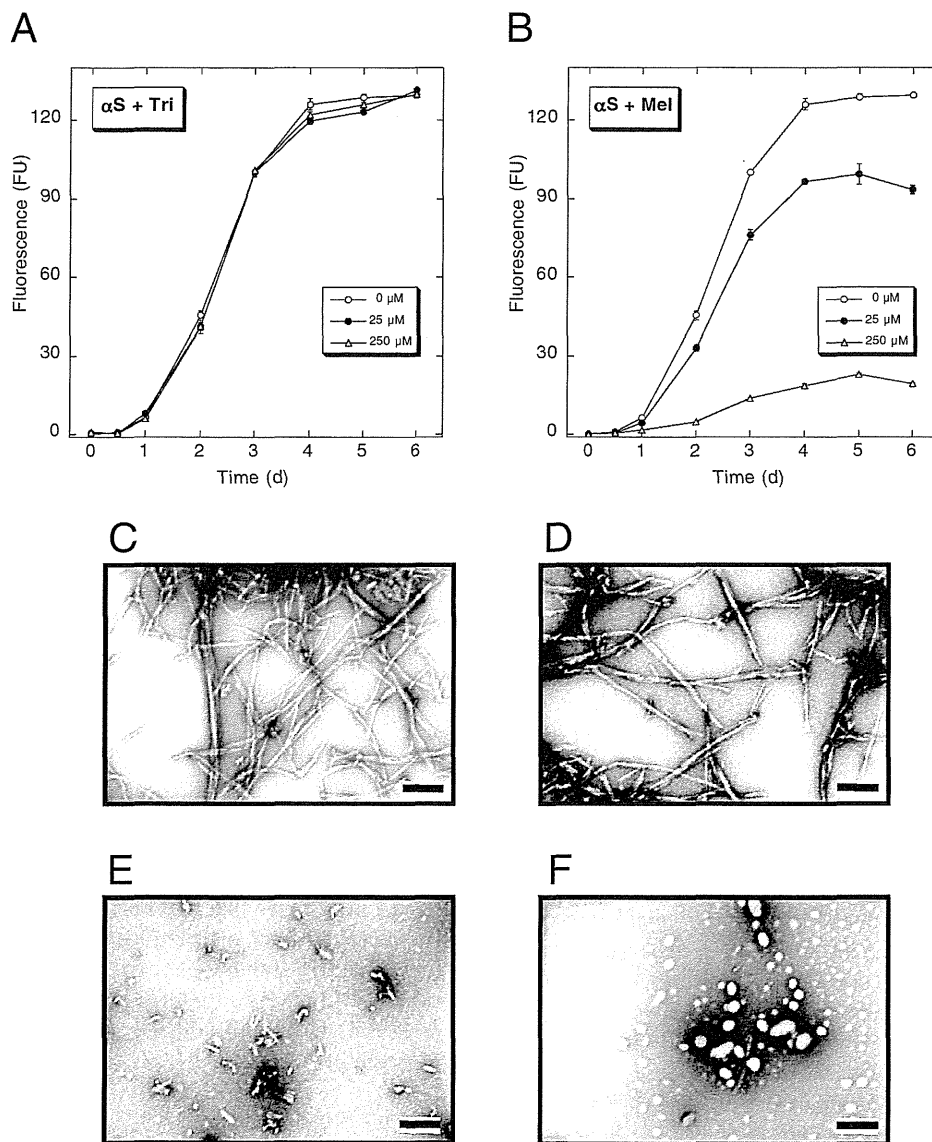 A
B
αS + Tri
Fluorescence (FU)
120
90
60
30
0
0 µM
25 µM
250 µM
0 1 2 3 4 5 6
Time (d)
αS + Mel
Fluorescence (FU)
120
90
60
30
0
0 µM
25 µM
250 µM
0 1 2 3 4 5 6
Time (d)
C
D
E
F